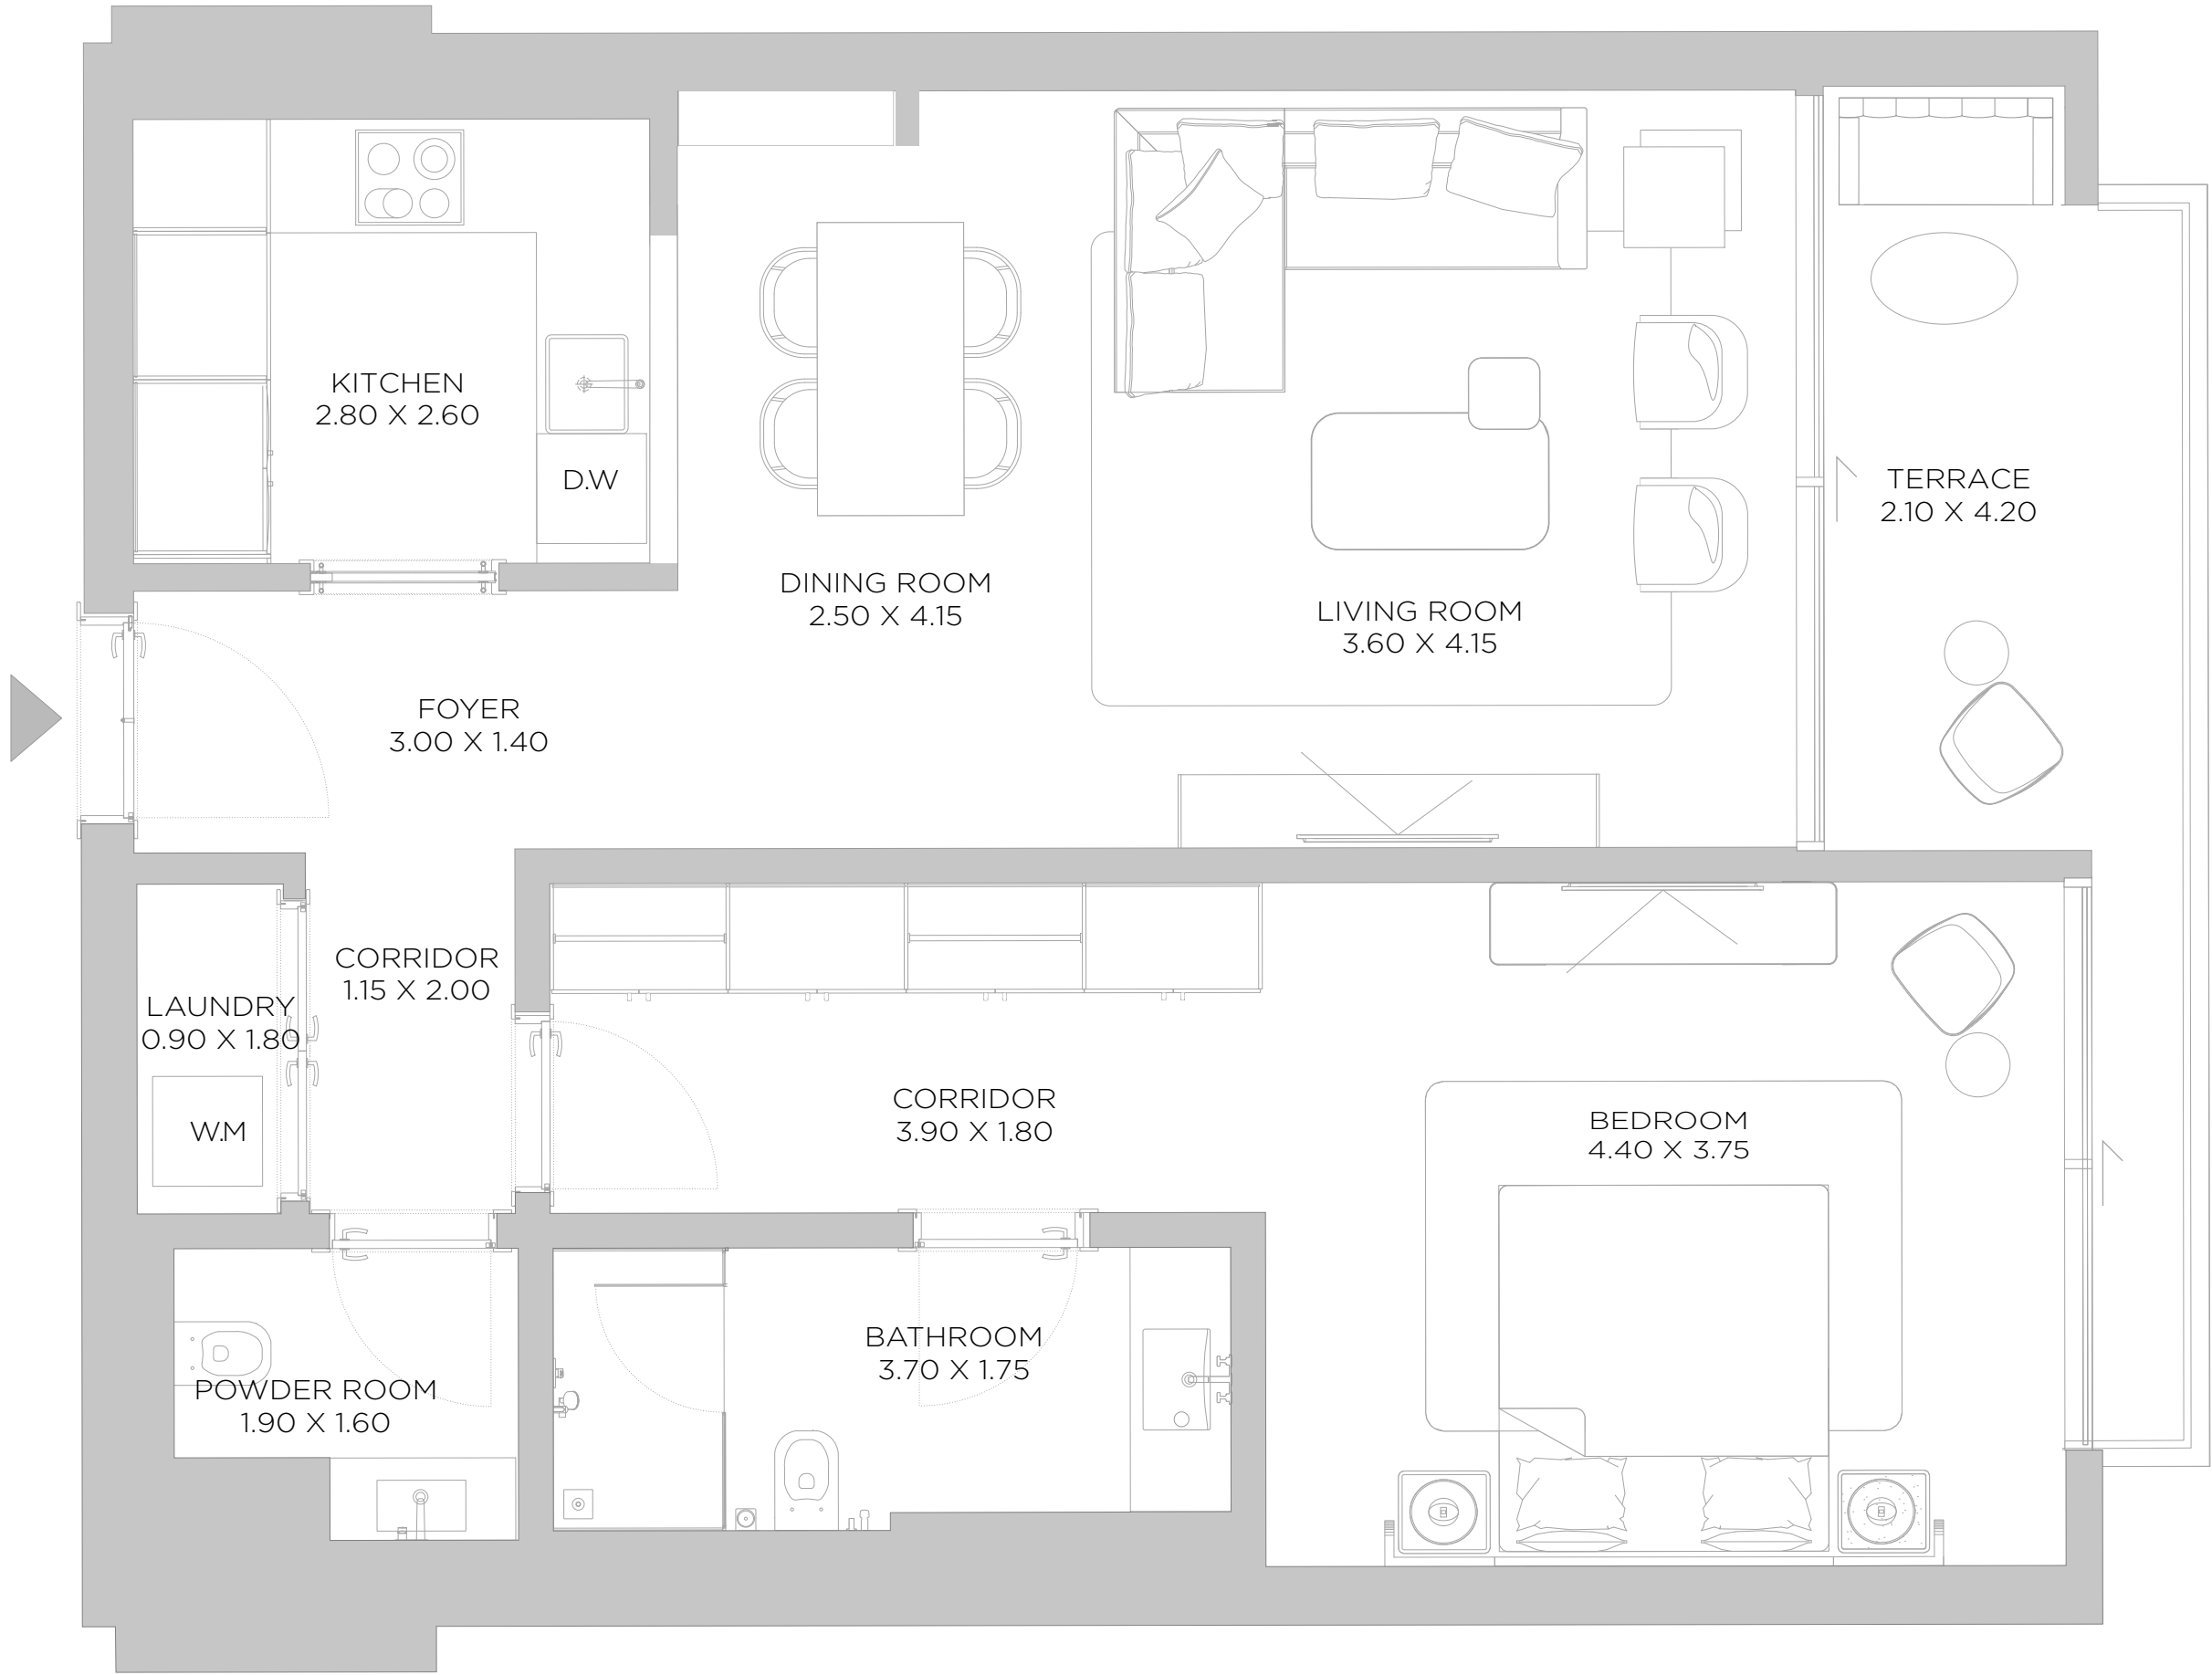 KITCHEN
2.80 X 2.60
D.W
DINING ROOM
2.50 X 4.15
LIVING ROOM
3.60 X 4.15
TERRACE
2.10 X 4.20
FOYER
3.00 X 1.40
CORRIDOR
1.15 X 2.00
LAUNDRY
0.90 X 1.80
W.M
CORRIDOR
3.90 X 1.80
BEDROOM
4.40 X 3.75
BATHROOM
3.70 X 1.75
POWDER ROOM
1.90 X 1.60